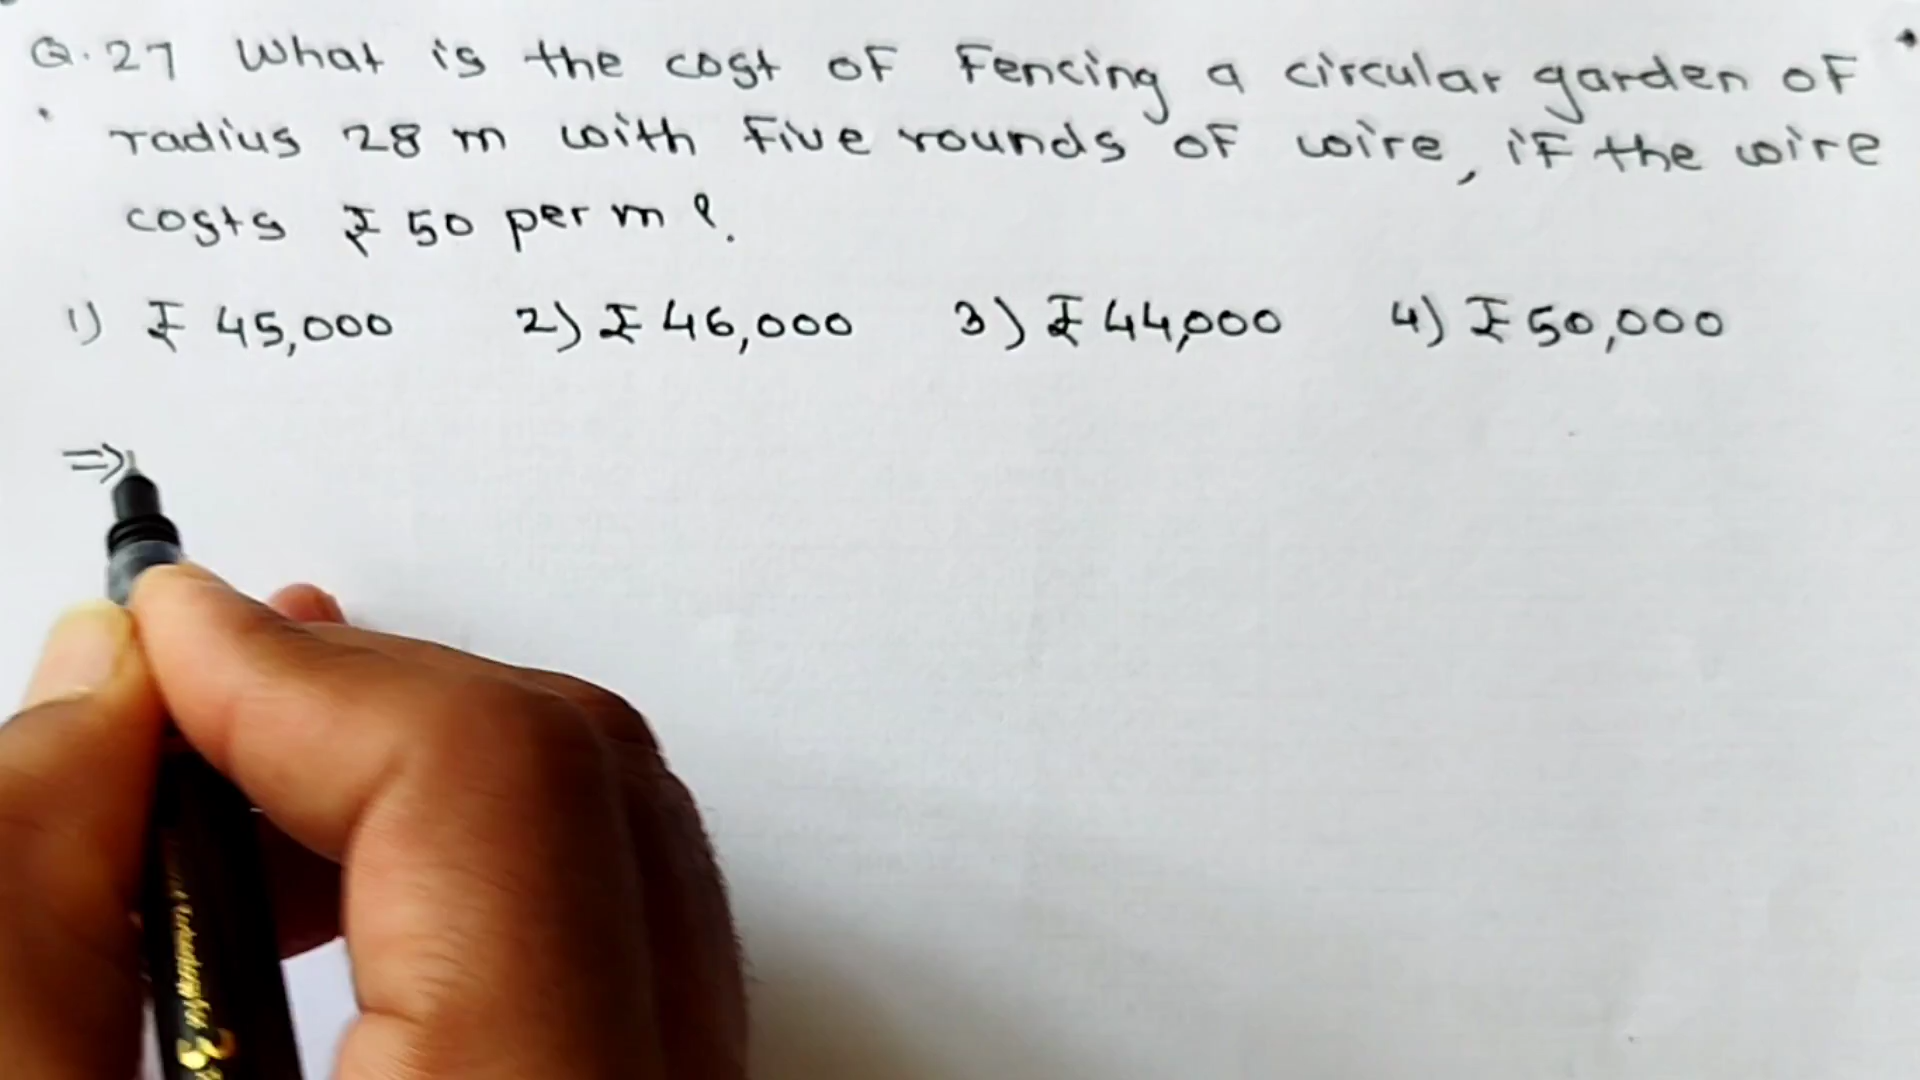 Q.27 What is the cost of Fencing a circular garden of
radius 28 m with five rounds of wire, if the wire
costs ₹ 50 per m ?
1) ₹ 45,000 2) ₹ 46,000 3) ₹ 44,000 4) ₹ 50,000
⇒